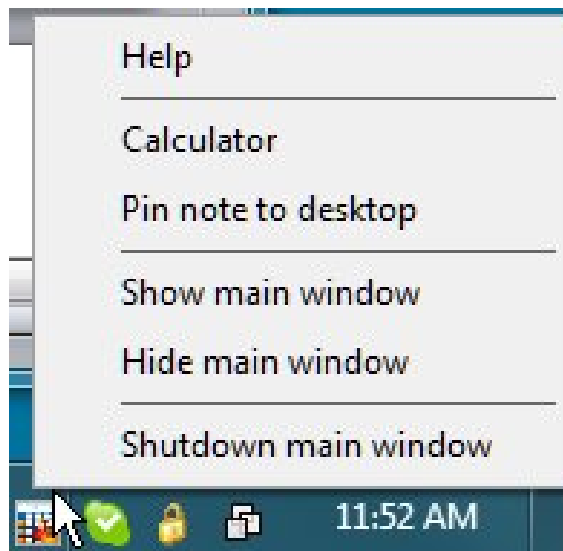 Help
Calculator
Pin note to desktop
Show main window
Hide main window
Shutdown main window
11:52 AM